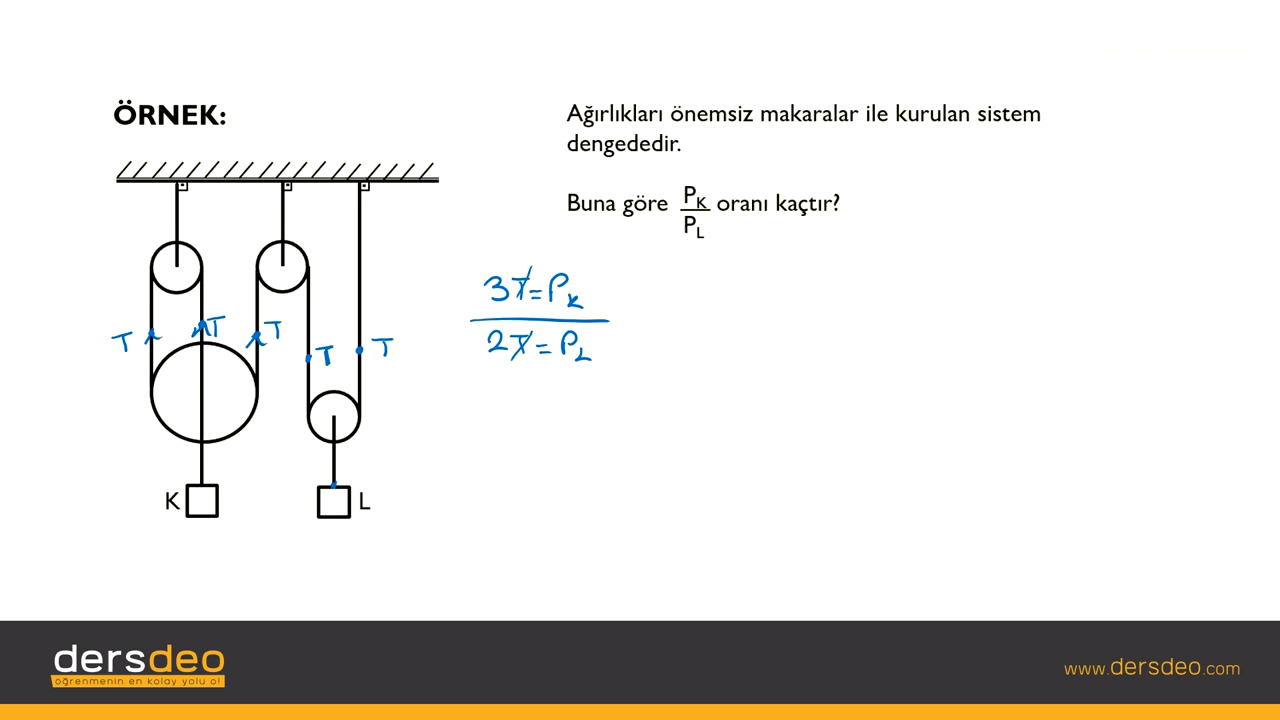 ÖRNEK:
Ağırlıkları önemsiz makaralar ile kurulan sistem
dengededir.
Buna göre PK/PL oranı kaçtır?
3T=PK
2T=PL
T T T
T T
K L
dersdeo
öğrenmenin en kolay yolu o!
www.dersdeo.com